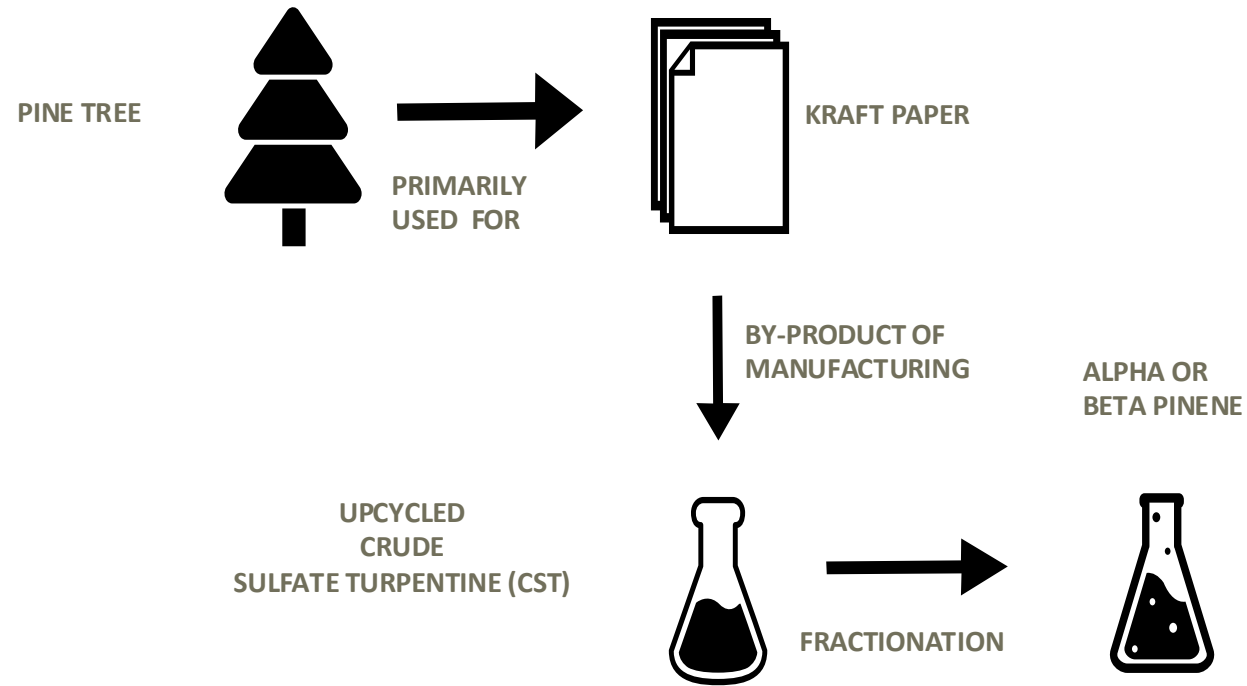 PINE TREE
KRAFT PAPER
PRIMARILY
USED FOR
BY-PRODUCT OF
MANUFACTURING
ALPHA OR
BETA PINENE
UPCYCLED
CRUDE
SULFATE TURPENTINE (CST)
FRACTIONATION